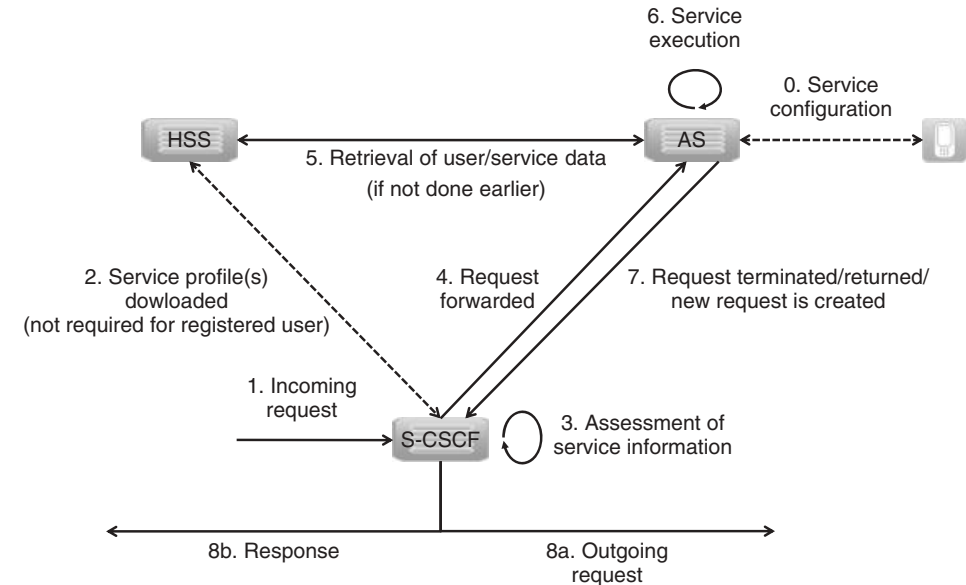 6. Service
execution
0. Service
configuration
HSS
AS
5. Retrieval of user/service data
(if not done earlier)
2. Service profile(s)
dowloaded
(not required for registered user)
4. Request
forwarded
7. Request terminated/returned/
new request is created
1. Incoming
request
S-CSCF
3. Assessment of
service information
8b. Response
8a. Outgoing
request